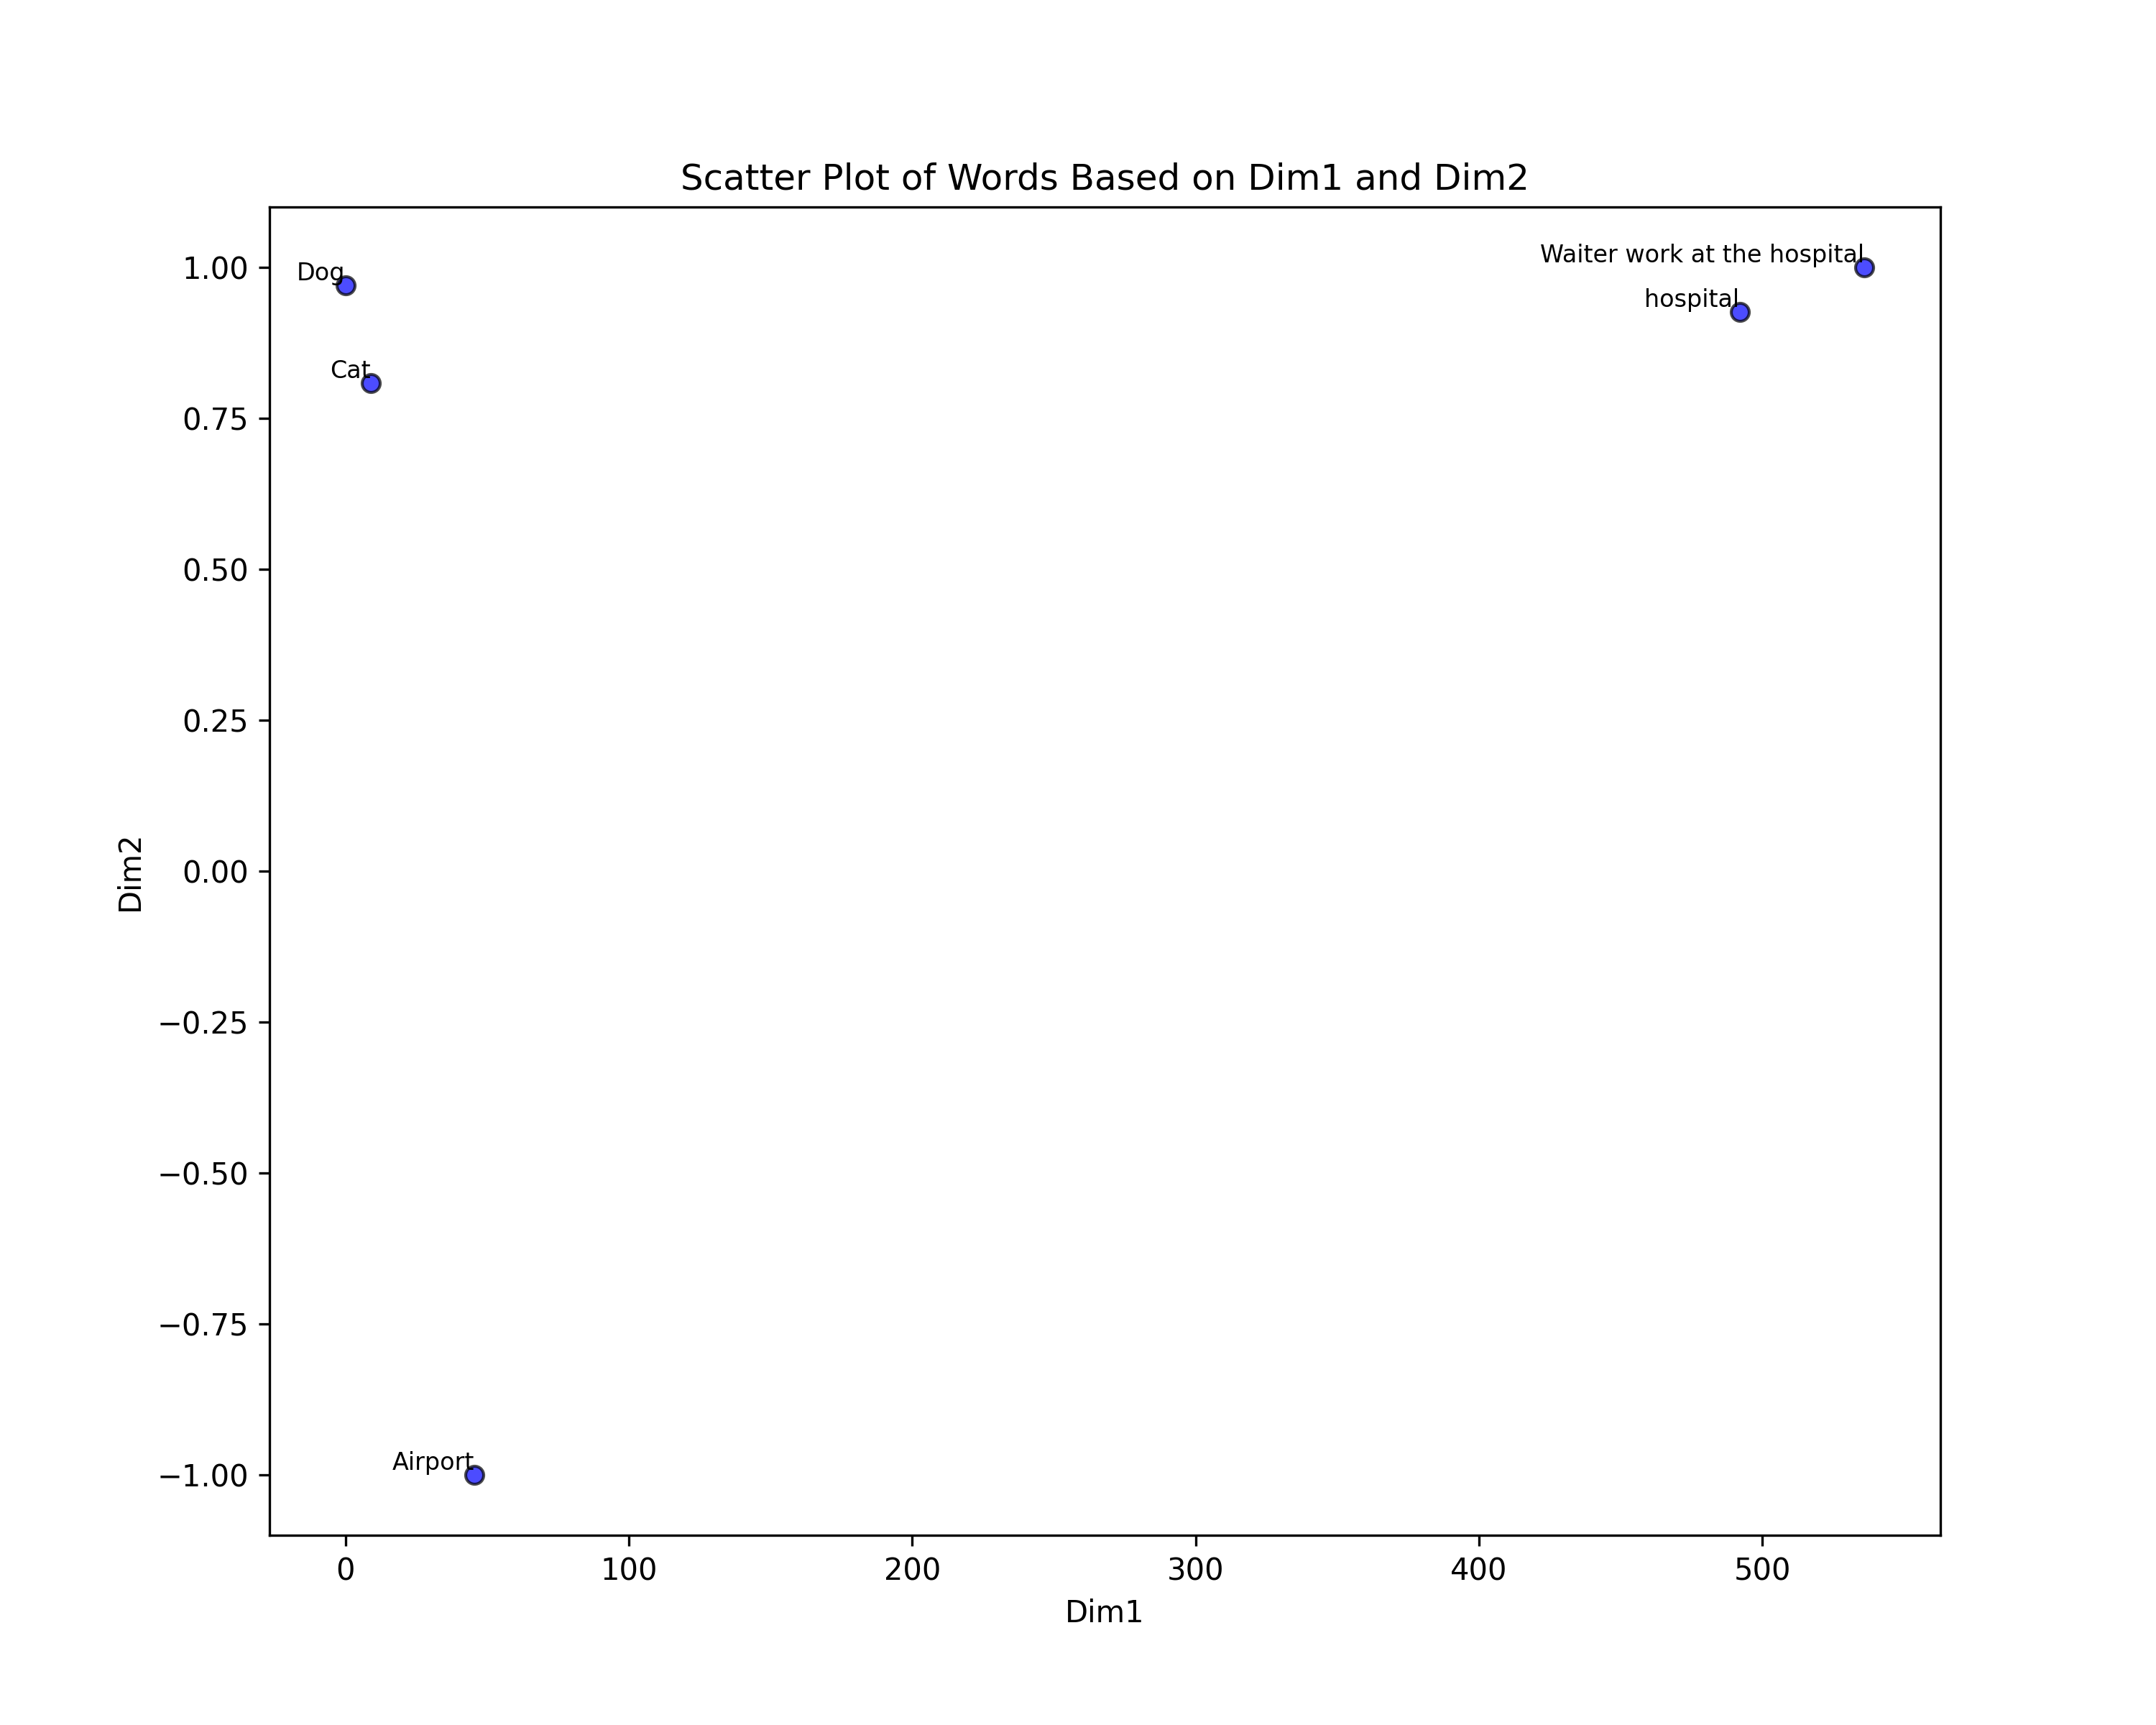 Scatter Plot of Words Based on Dim1 and Dim2
Waiter work at the hospital
Dog
hospital
Cat
Airport
1.00
0.75
0.50
0.25
0.00
−0.25
−0.50
−0.75
−1.00
Dim2
0 100 200 300 400 500
Dim1